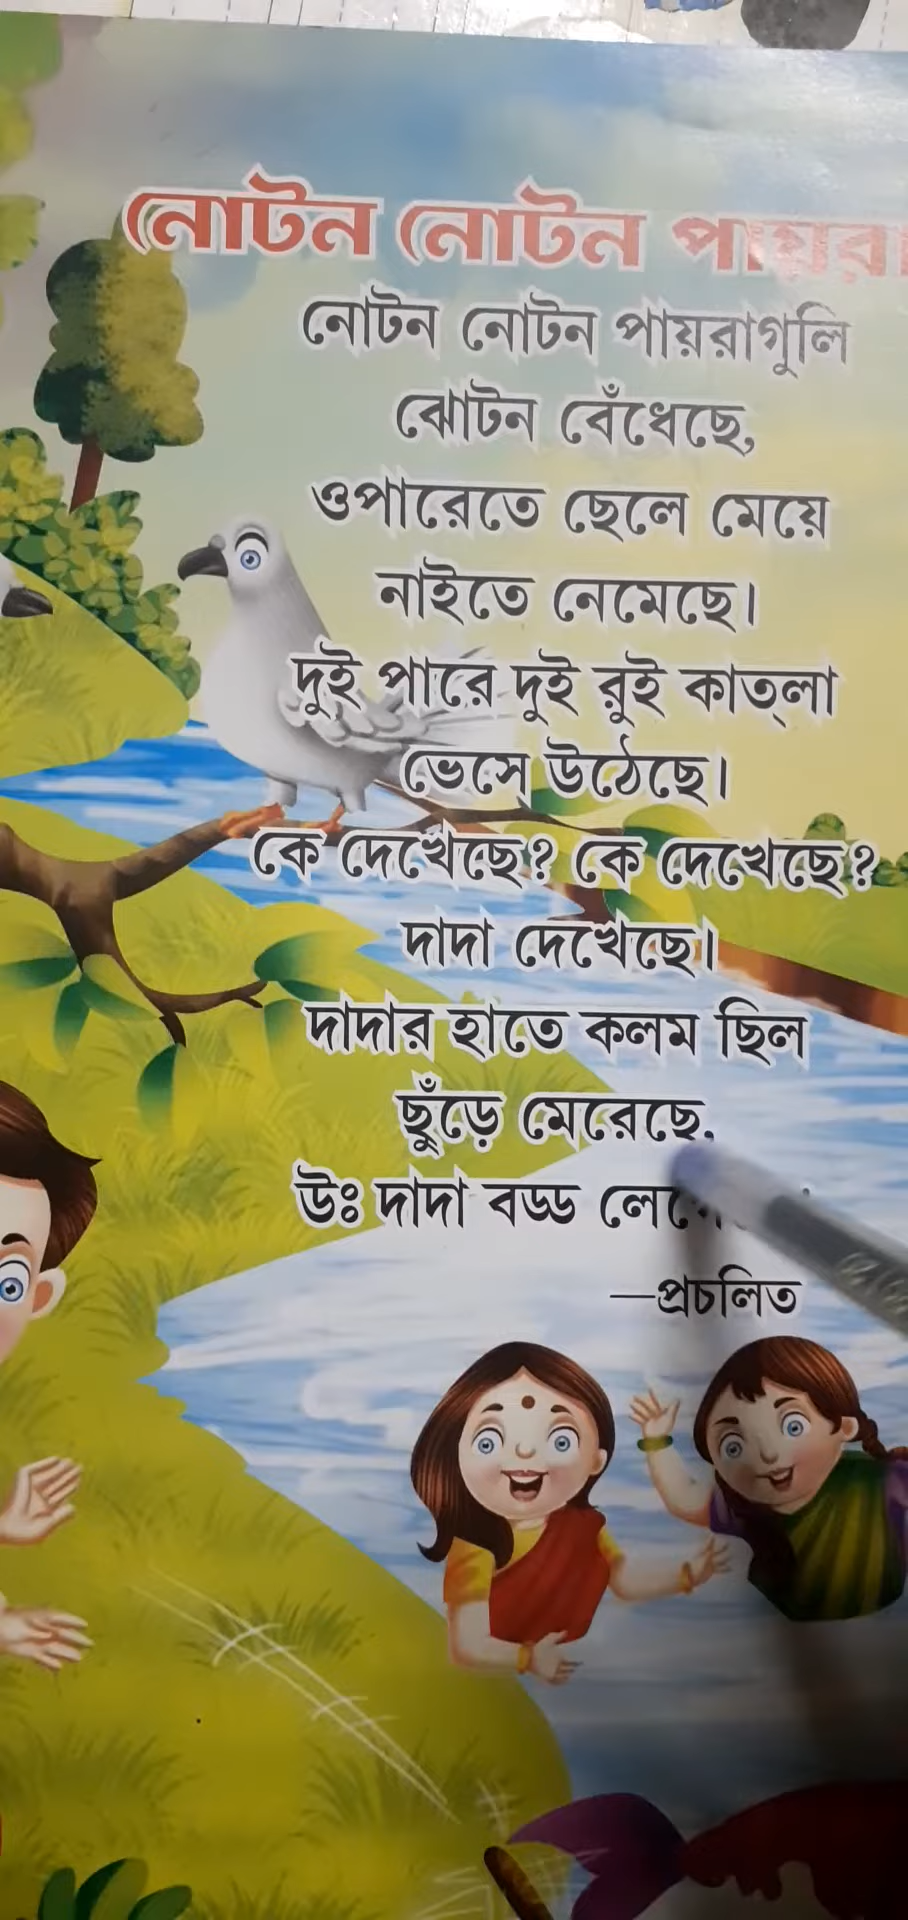 নোটন নোটন পায়রা
নোটন নোটন পায়রাগুলি
ঝোটন বেঁধেছে,
ওপারেতে ছেলে মেয়ে
নাইতে নেমেছে।
দুই পারে দুই রুই কাত্‌লা
ভেসে উঠেছে।
কে দেখেছে? কে দেখেছে?
দাদা দেখেছে।
দাদার হাতে কলম ছিল
ছুঁড়ে মেরেছে,
উঃ দাদা বড্ড
—প্রচলিত